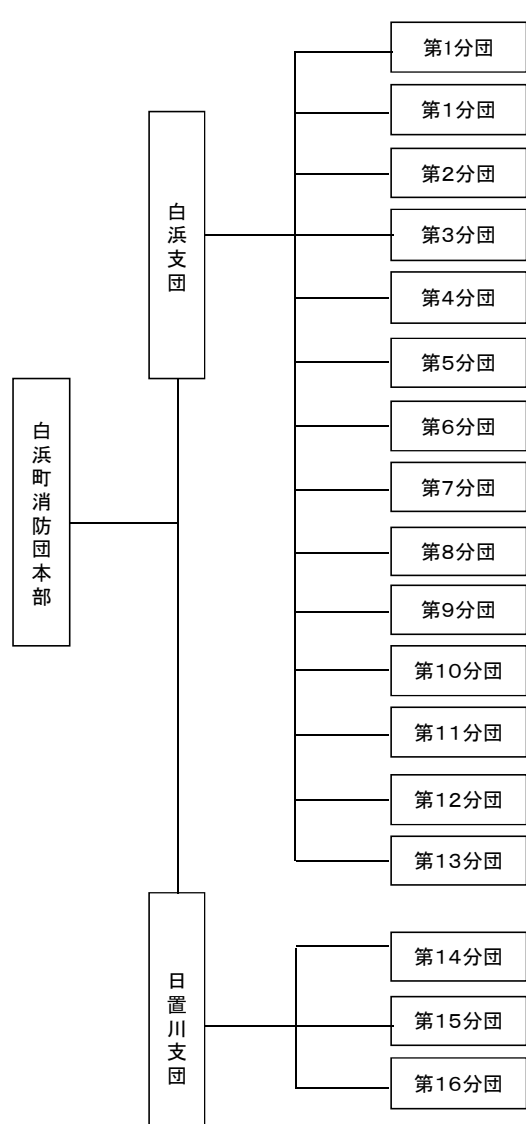 白浜町消防団本部
白浜支団
第1分団
第1分団
第2分団
第3分団
第4分団
第5分団
第6分団
第7分団
第8分団
第9分団
第10分団
第11分団
第12分団
第13分団
日置川支団
第14分団
第15分団
第16分団